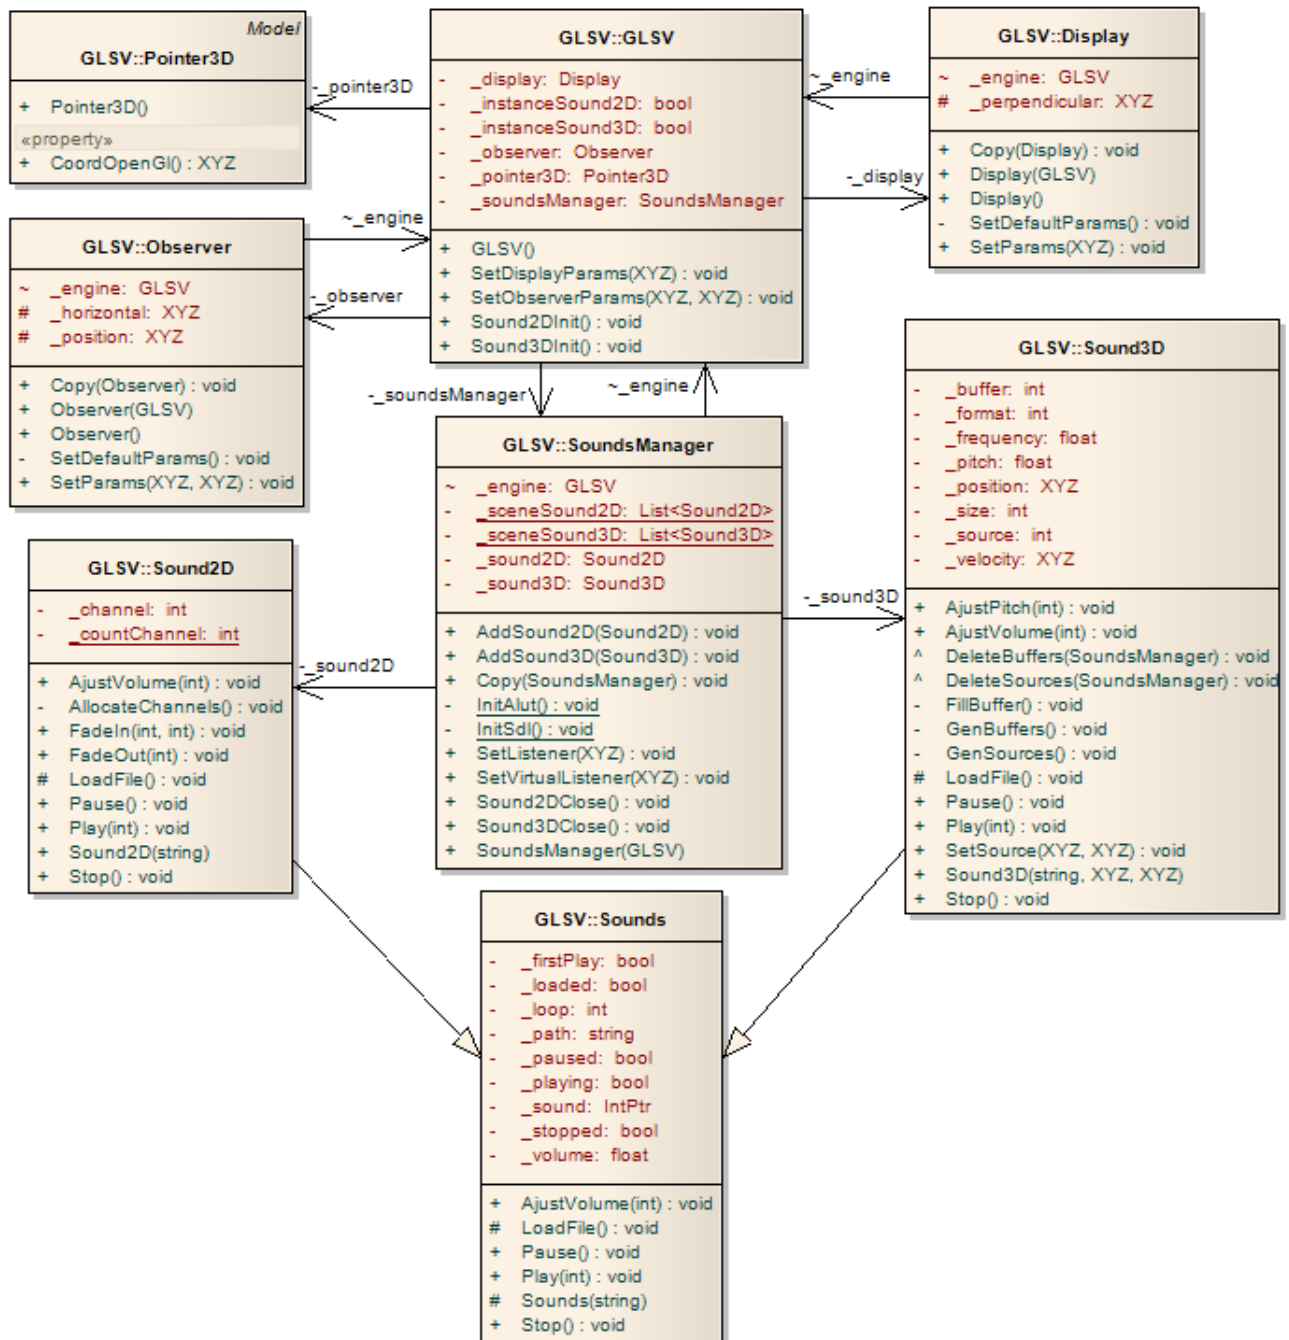 Model
GLSV::Pointer3D
+ Pointer3D()
«property»
+ CoordOpenGl() : XYZ
-_pointer3D
GLSV::GLSV
- _display: Display
- _instanceSound2D: bool
- _instanceSound3D: bool
- _observer: Observer
- _pointer3D: Pointer3D
- _soundsManager: SoundsManager
+ GLSV()
+ SetDisplayParams(XYZ) : void
+ SetObserverParams(XYZ, XYZ) : void
+ Sound2DInit() : void
+ Sound3DInit() : void
~_engine
-_display
GLSV::Display
~ _engine: GLSV
# _perpendicular: XYZ
+ Copy(Display) : void
+ Display(GLSV)
+ Display()
- SetDefaultParams() : void
+ SetParams(XYZ) : void
GLSV::Observer
~ _engine: GLSV
# _horizontal: XYZ
# _position: XYZ
+ Copy(Observer) : void
+ Observer(GLSV)
+ Observer()
- SetDefaultParams() : void
+ SetParams(XYZ, XYZ) : void
~_engine
-_observer
-_soundsManager
~_engine
GLSV::SoundsManager
~ _engine: GLSV
- _sceneSound2D: List<Sound2D>
- _sceneSound3D: List<Sound3D>
- _sound2D: Sound2D
- _sound3D: Sound3D
+ AddSound2D(Sound2D) : void
+ AddSound3D(Sound3D) : void
+ Copy(SoundsManager) : void
- InitAlut() : void
- InitSdl() : void
+ SetListener(XYZ) : void
+ SetVirtualListener(XYZ) : void
+ Sound2DClose() : void
+ Sound3DClose() : void
+ SoundsManager(GLSV)
-_sound3D
-_sound2D
GLSV::Sound3D
- _buffer: int
- _format: int
- _frequency: float
- _pitch: float
- _position: XYZ
- _size: int
- _source: int
- _velocity: XYZ
+ AjustPitch(int) : void
+ AjustVolume(int) : void
^ DeleteBuffers(SoundsManager) : void
^ DeleteSources(SoundsManager) : void
- FillBuffer() : void
- GenBuffers() : void
- GenSources() : void
# LoadFile() : void
+ Pause() : void
+ Play(int) : void
+ SetSource(XYZ, XYZ) : void
+ Sound3D(string, XYZ, XYZ)
+ Stop() : void
GLSV::Sound2D
- _channel: int
- _countChannel: int
+ AjustVolume(int) : void
- AllocateChannels() : void
+ FadeIn(int, int) : void
+ FadeOut(int) : void
# LoadFile() : void
+ Pause() : void
+ Play(int) : void
+ Sound2D(string)
+ Stop() : void
GLSV::Sounds
- _firstPlay: bool
- _loaded: bool
- _loop: int
- _path: string
- _paused: bool
- _playing: bool
- _sound: IntPtr
- _stopped: bool
- _volume: float
+ AjustVolume(int) : void
# LoadFile() : void
+ Pause() : void
+ Play(int) : void
# Sounds(string)
+ Stop() : void